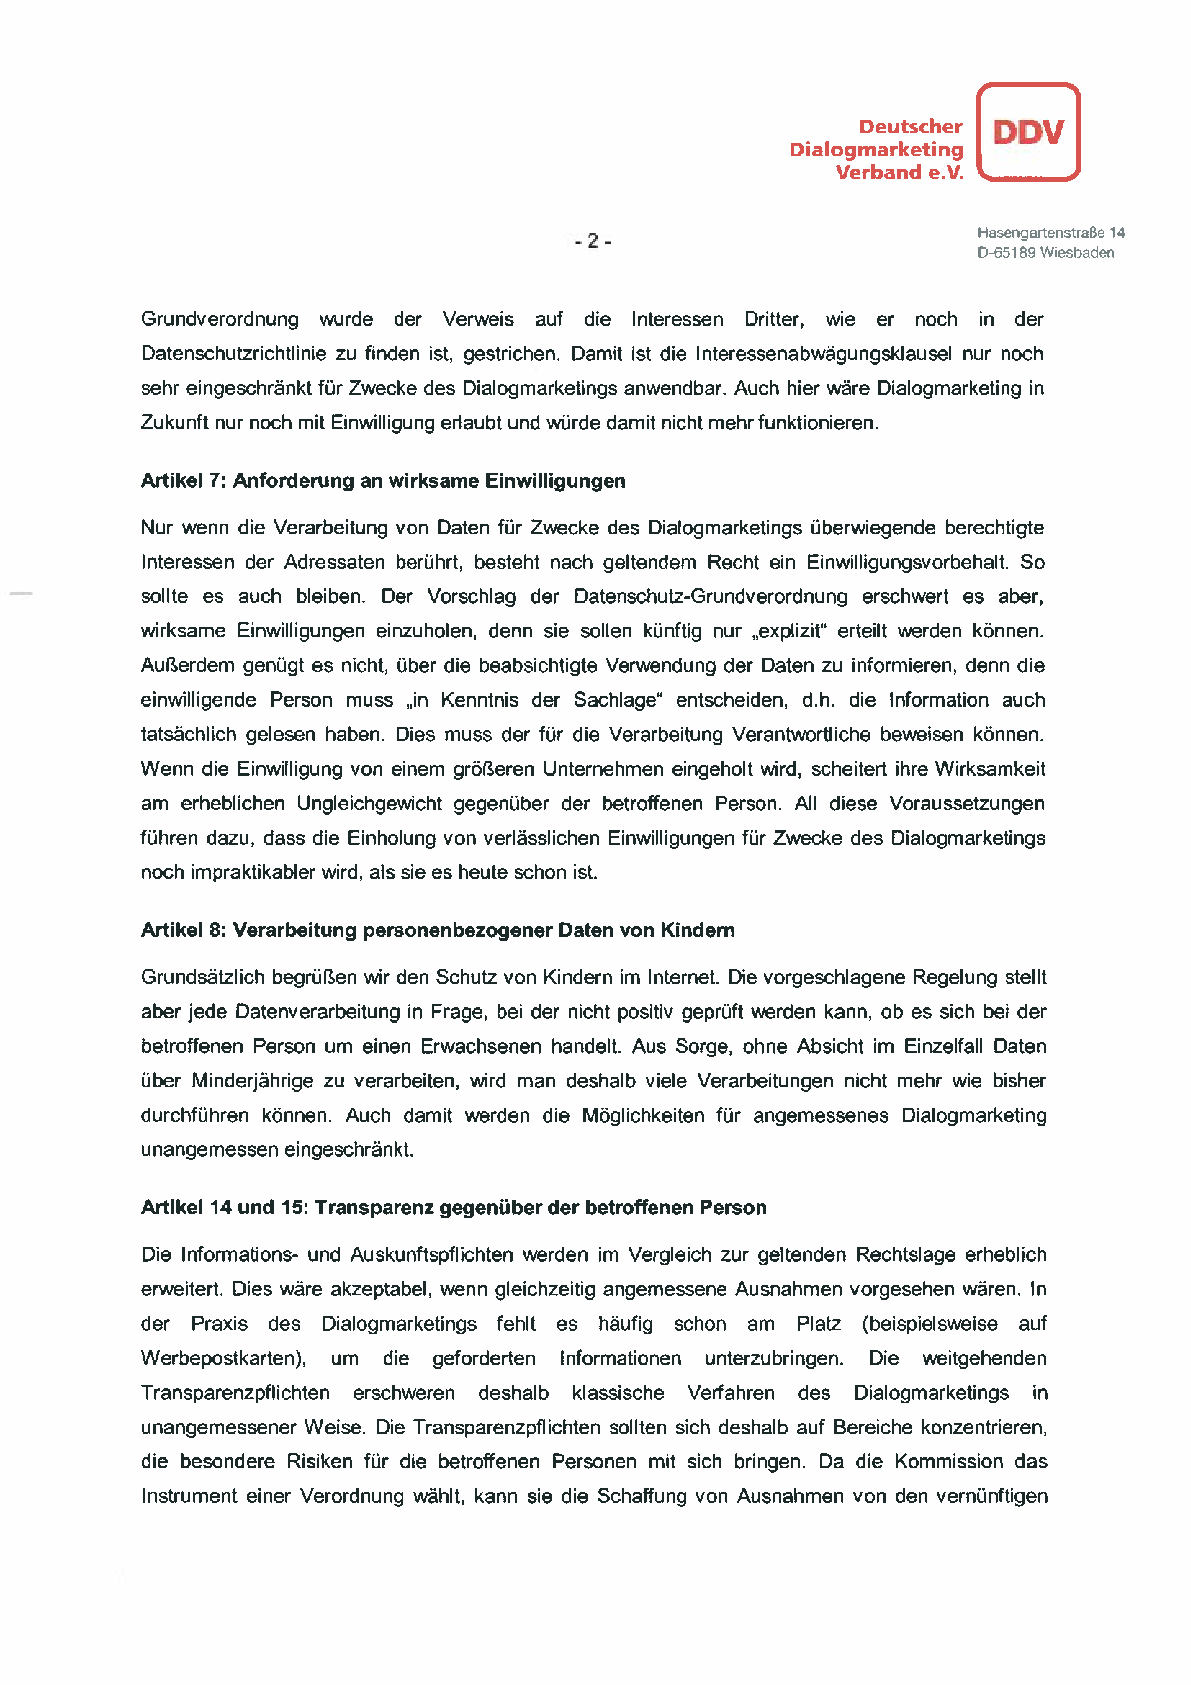 Deutscher
Dialogmarketing
Verband e.V.
DDV
- 2 -
Hasengartenstraße 14
D-65189 Wiesbaden
Grundverordnung wurde der Verweis auf die Interessen Dritter, wie er noch in der
Datenschutzrichtlinie zu finden ist, gestrichen. Damit ist die Interessenabwägungsklausel nur noch
sehr eingeschränkt für Zwecke des Dialogmarketings anwendbar. Auch hier wäre Dialogmarketing in
Zukunft nur noch mit Einwilligung erlaubt und würde damit nicht mehr funktionieren.
Artikel 7: Anforderung an wirksame Einwilligungen
Nur wenn die Verarbeitung von Daten für Zwecke des Dialogmarketings überwiegende berechtigte
Interessen der Adressaten berührt, besteht nach geltendem Recht ein Einwilligungsvorbehalt. So
sollte es auch bleiben. Der Vorschlag der Datenschutz-Grundverordnung erschwert es aber,
wirksame Einwilligungen einzuholen, denn sie sollen künftig nur „explizit“ erteilt werden können.
Außerdem genügt es nicht, über die beabsichtigte Verwendung der Daten zu informieren, denn die
einwilligende Person muss „in Kenntnis der Sachlage“ entscheiden, d.h. die Information auch
tatsächlich gelesen haben. Dies muss der für die Verarbeitung Verantwortliche beweisen können.
Wenn die Einwilligung von einem größeren Unternehmen eingeholt wird, scheitert ihre Wirksamkeit
am erheblichen Ungleichgewicht gegenüber der betroffenen Person. All diese Voraussetzungen
führen dazu, dass die Einholung von verlässlichen Einwilligungen für Zwecke des Dialogmarketings
noch impraktikabler wird, als sie es heute schon ist.
Artikel 8: Verarbeitung personenbezogener Daten von Kindern
Grundsätzlich begrüßen wir den Schutz von Kindern im Internet. Die vorgeschlagene Regelung stellt
aber jede Datenverarbeitung in Frage, bei der nicht positiv geprüft werden kann, ob es sich bei der
betroffenen Person um einen Erwachsenen handelt. Aus Sorge, ohne Absicht im Einzelfall Daten
über Minderjährige zu verarbeiten, wird man deshalb viele Verarbeitungen nicht mehr wie bisher
durchführen können. Auch damit werden die Möglichkeiten für angemessenes Dialogmarketing
unangemessen eingeschränkt.
Artikel 14 und 15: Transparenz gegenüber der betroffenen Person
Die Informations- und Auskunftspflichten werden im Vergleich zur geltenden Rechtslage erheblich
erweitert. Dies wäre akzeptabel, wenn gleichzeitig angemessene Ausnahmen vorgesehen wären. In
der Praxis des Dialogmarketings fehlt es häufig schon am Platz (beispielsweise auf
Werbepostkarten), um die geforderten Informationen unterzubringen. Die weitgehenden
Transparenzpflichten erschweren deshalb klassische Verfahren des Dialogmarketings in
unangemessener Weise. Die Transparenzpflichten sollten sich deshalb auf Bereiche konzentrieren,
die besondere Risiken für die betroffenen Personen mit sich bringen. Da die Kommission das
Instrument einer Verordnung wählt, kann sie die Schaffung von Ausnahmen von den vernünftigen